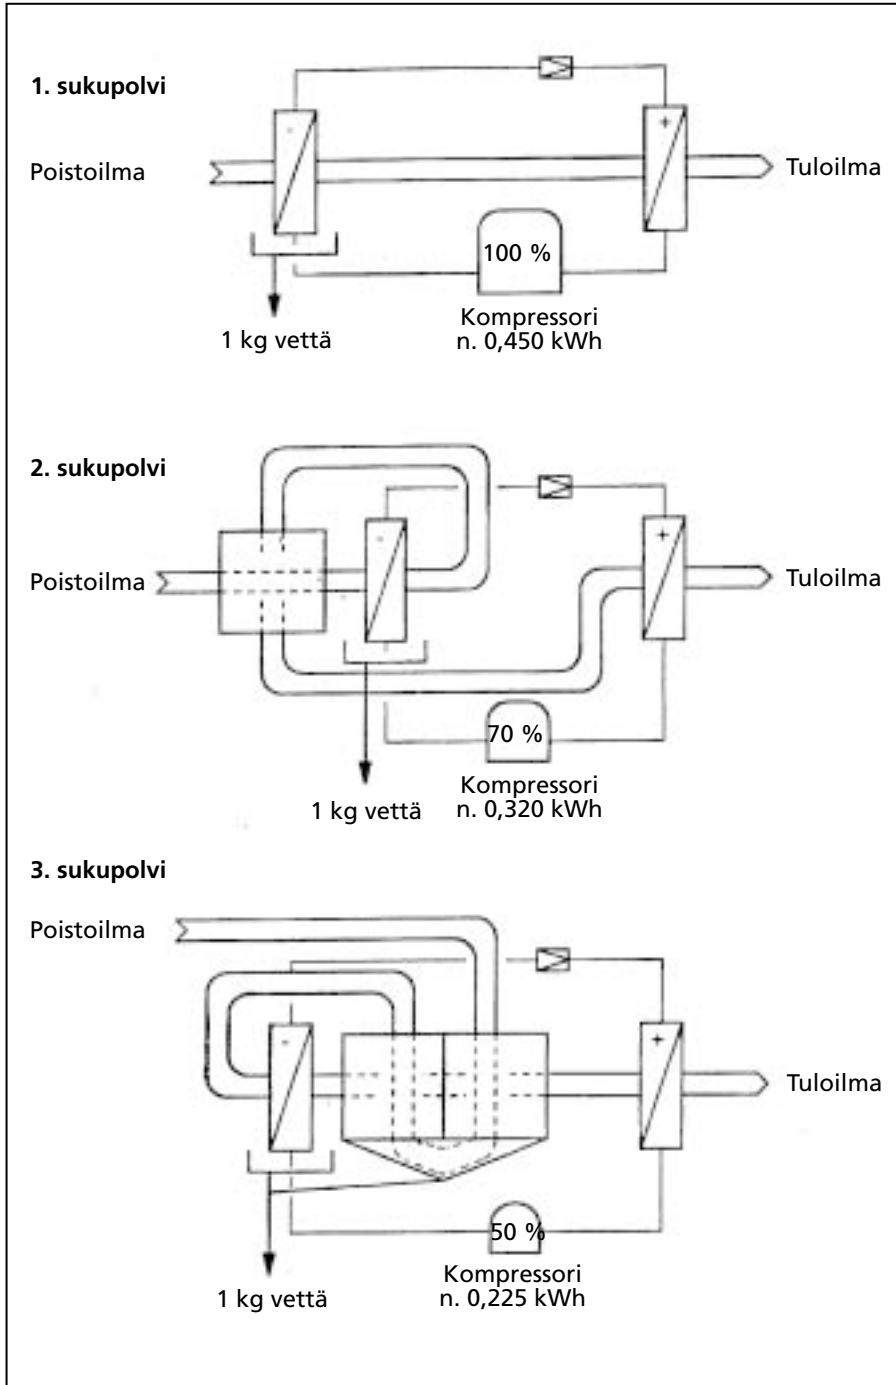 1. sukupolvi
-
+
Poistoilma
Tuloilma
100 %
Kompressori
n. 0,450 kWh
1 kg vettä
2. sukupolvi
-
+
Poistoilma
Tuloilma
70 %
Kompressori
n. 0,320 kWh
1 kg vettä
3. sukupolvi
Poistoilma
-
+
Tuloilma
50 %
Kompressori
n. 0,225 kWh
1 kg vettä